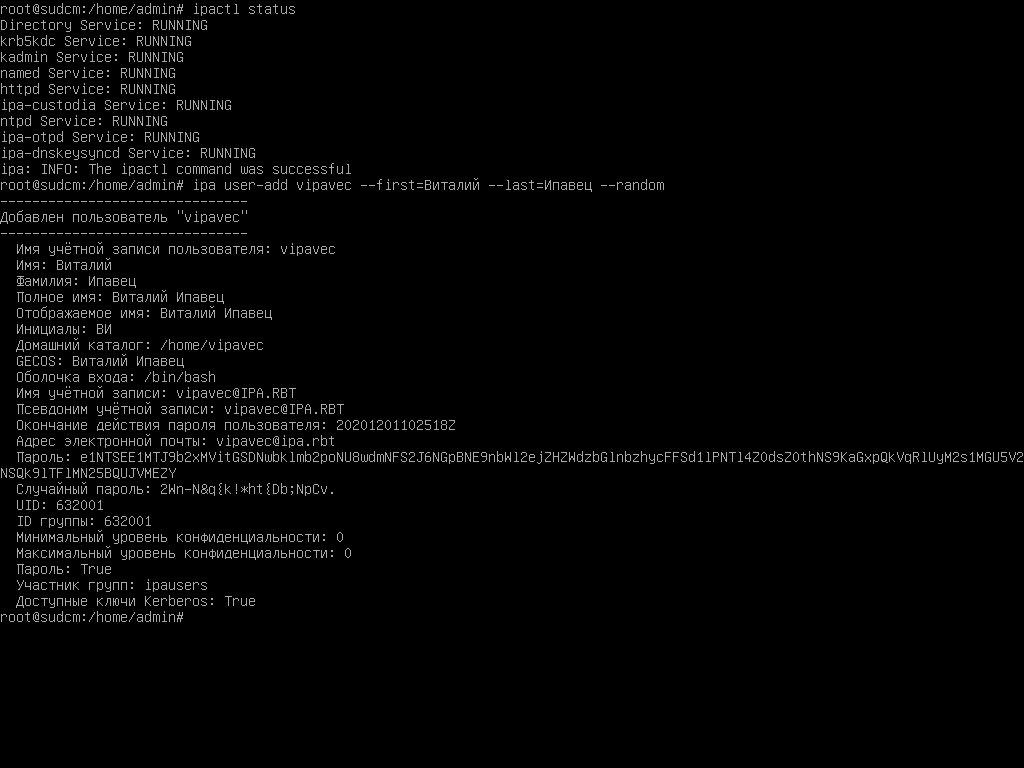 root@sudcm:/home/admin# ipactl status
Directory Service: RUNNING
krb5kdc Service: RUNNING
kadmin Service: RUNNING
named Service: RUNNING
httpd Service: RUNNING
ipa-custodia Service: RUNNING
ntpd Service: RUNNING
ipa-otpd Service: RUNNING
ipa-dnskeysyncd Service: RUNNING
ipa: INFO: The ipactl command was successful
root@sudcm:/home/admin# ipa user-add vipavec --first=Виталий --last=Ипавец --random
-------------------------------
Добавлен пользователь "vipavec"
-------------------------------
  Имя учётной записи пользователя: vipavec
  Имя: Виталий
  Фамилия: Ипавец
  Полное имя: Виталий Ипавец
  Отображаемое имя: Виталий Ипавец
  Инициалы: ВИ
  Домашний каталог: /home/vipavec
  GECOS: Виталий Ипавец
  Оболочка входа: /bin/bash
  Имя учётной записи: vipavec@IPA.RBT
  Псевдоним учётной записи: vipavec@IPA.RBT
  Окончание действия пароля пользователя: 20201201102518Z
  Адрес электронной почты: vipavec@ipa.rbt
  Пароль: e1NTSEE1MTJ9b2xMVitGSDNwbklmb2poNU8wdmNFS2J6NGpBNE9nbWl2ejZHZWdzbGlnbzhycFFSd1lPNTl4Z0dsZ0thNS9KaGxpQkVqRlUyM2s1MGU5V2
NSQk9lTFlMN25BQUJVMEZY
  Случайный пароль: 2Wn-N&q{k!*ht{Db;NpCv.
  UID: 632001
  ID группы: 632001
  Минимальный уровень конфиденциальности: 0
  Максимальный уровень конфиденциальности: 0
  Пароль: True
  Участник групп: ipausers
  Доступные ключи Kerberos: True
root@sudcm:/home/admin#